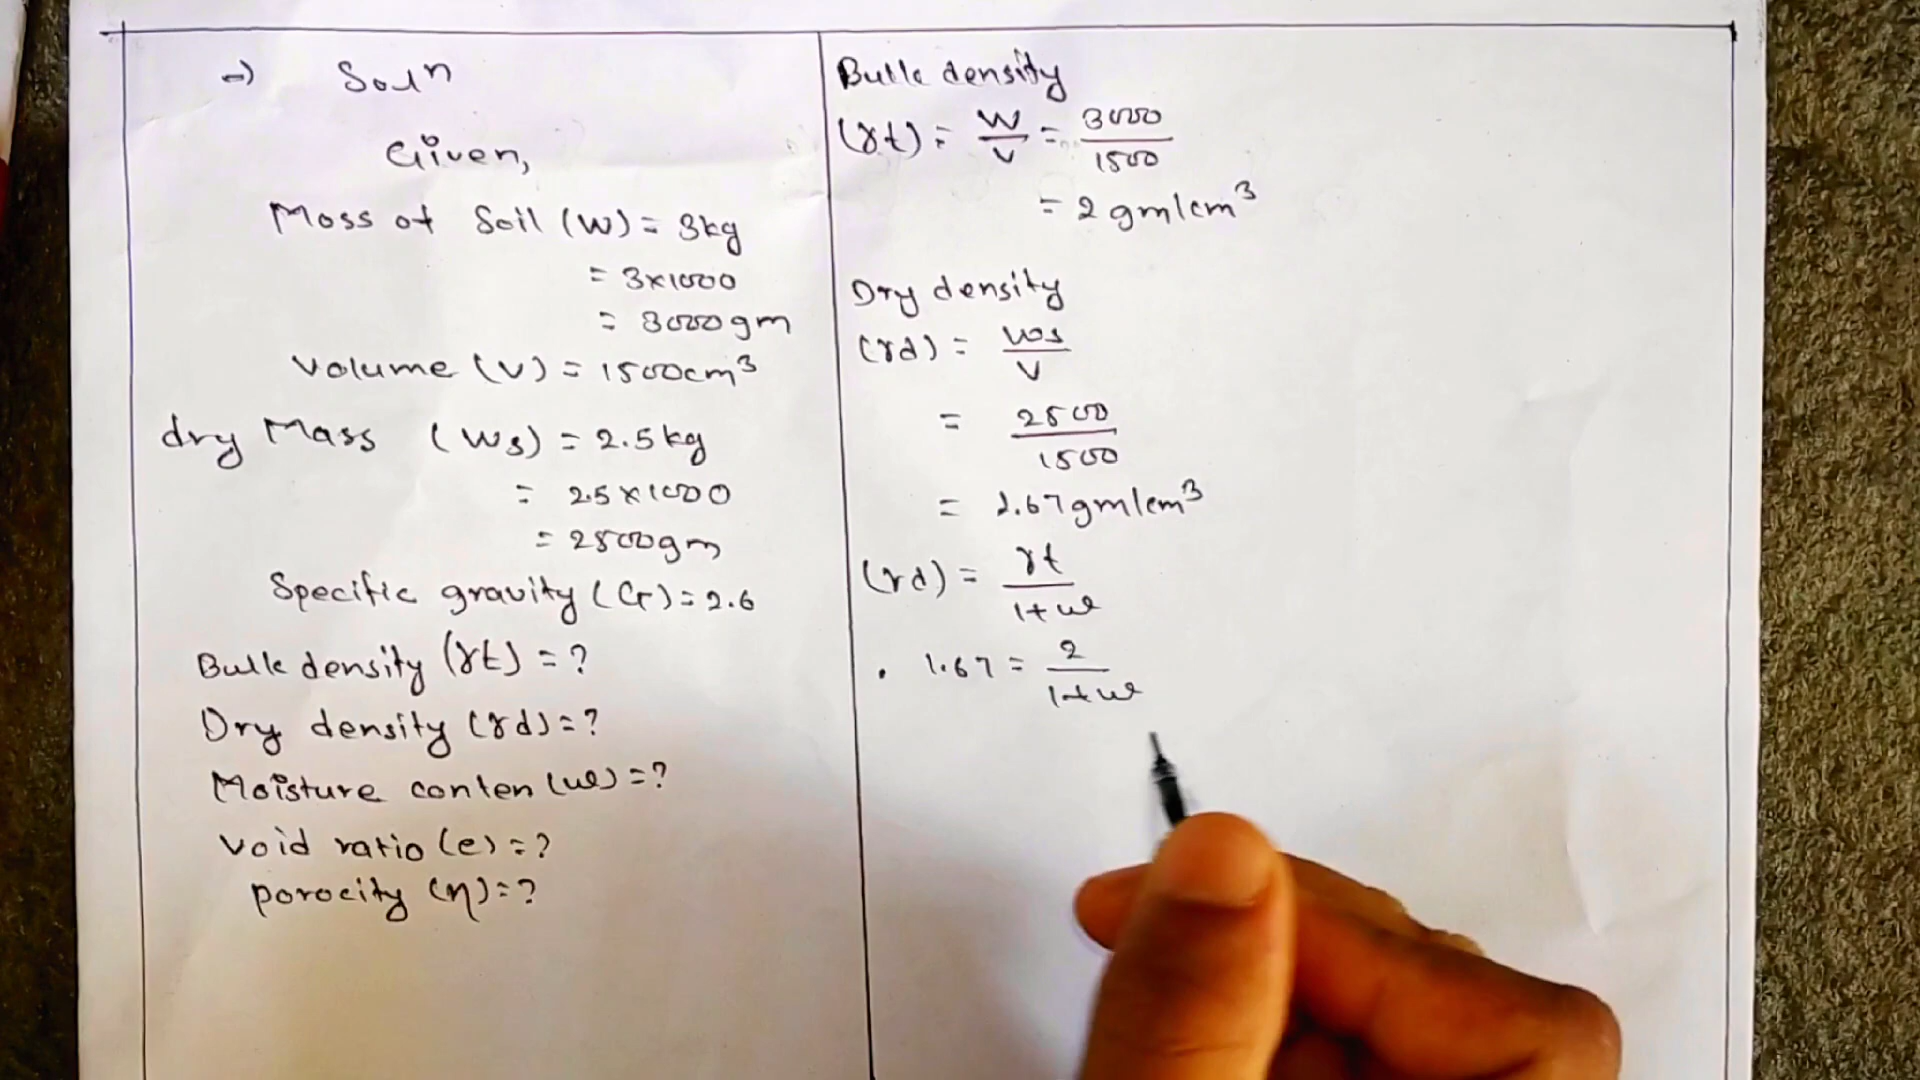 =) Solⁿ
Given,
Mass of Soil (W) = 3kg
= 3×1000
= 3000gm
Volume (V) = 1500cm³
dry Mass (Ws) = 2.5kg
= 2.5×1000
= 2500gm
Specific gravity (G) = 2.6
Bulk density (γt) = ?
Dry density (γd) = ?
Moisture conten (w) = ?
Void ratio (e) = ?
porocity (η) = ?
Bulk density
(γt) = W/V = 3000/1500
= 2 gm/cm³
Dry density
(γd) = Ws/V
= 2500/1500
= 1.67gm/cm³
(γd) = γt/1+w
. 1.67 = 2/1+w